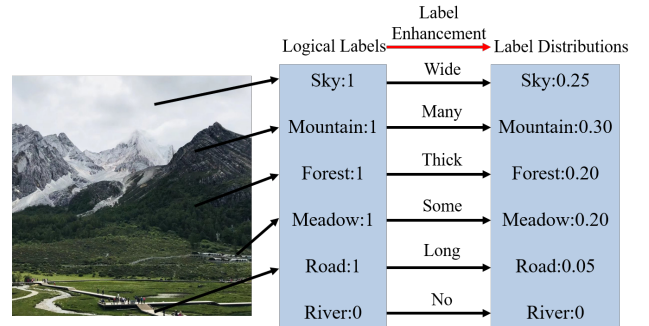 Label
Enhancement
Logical Labels
Label Distributions
Sky:1
Wide
Sky:0.25
Mountain:1
Many
Mountain:0.30
Forest:1
Thick
Forest:0.20
Meadow:1
Some
Meadow:0.20
Road:1
Long
Road:0.05
River:0
No
River:0